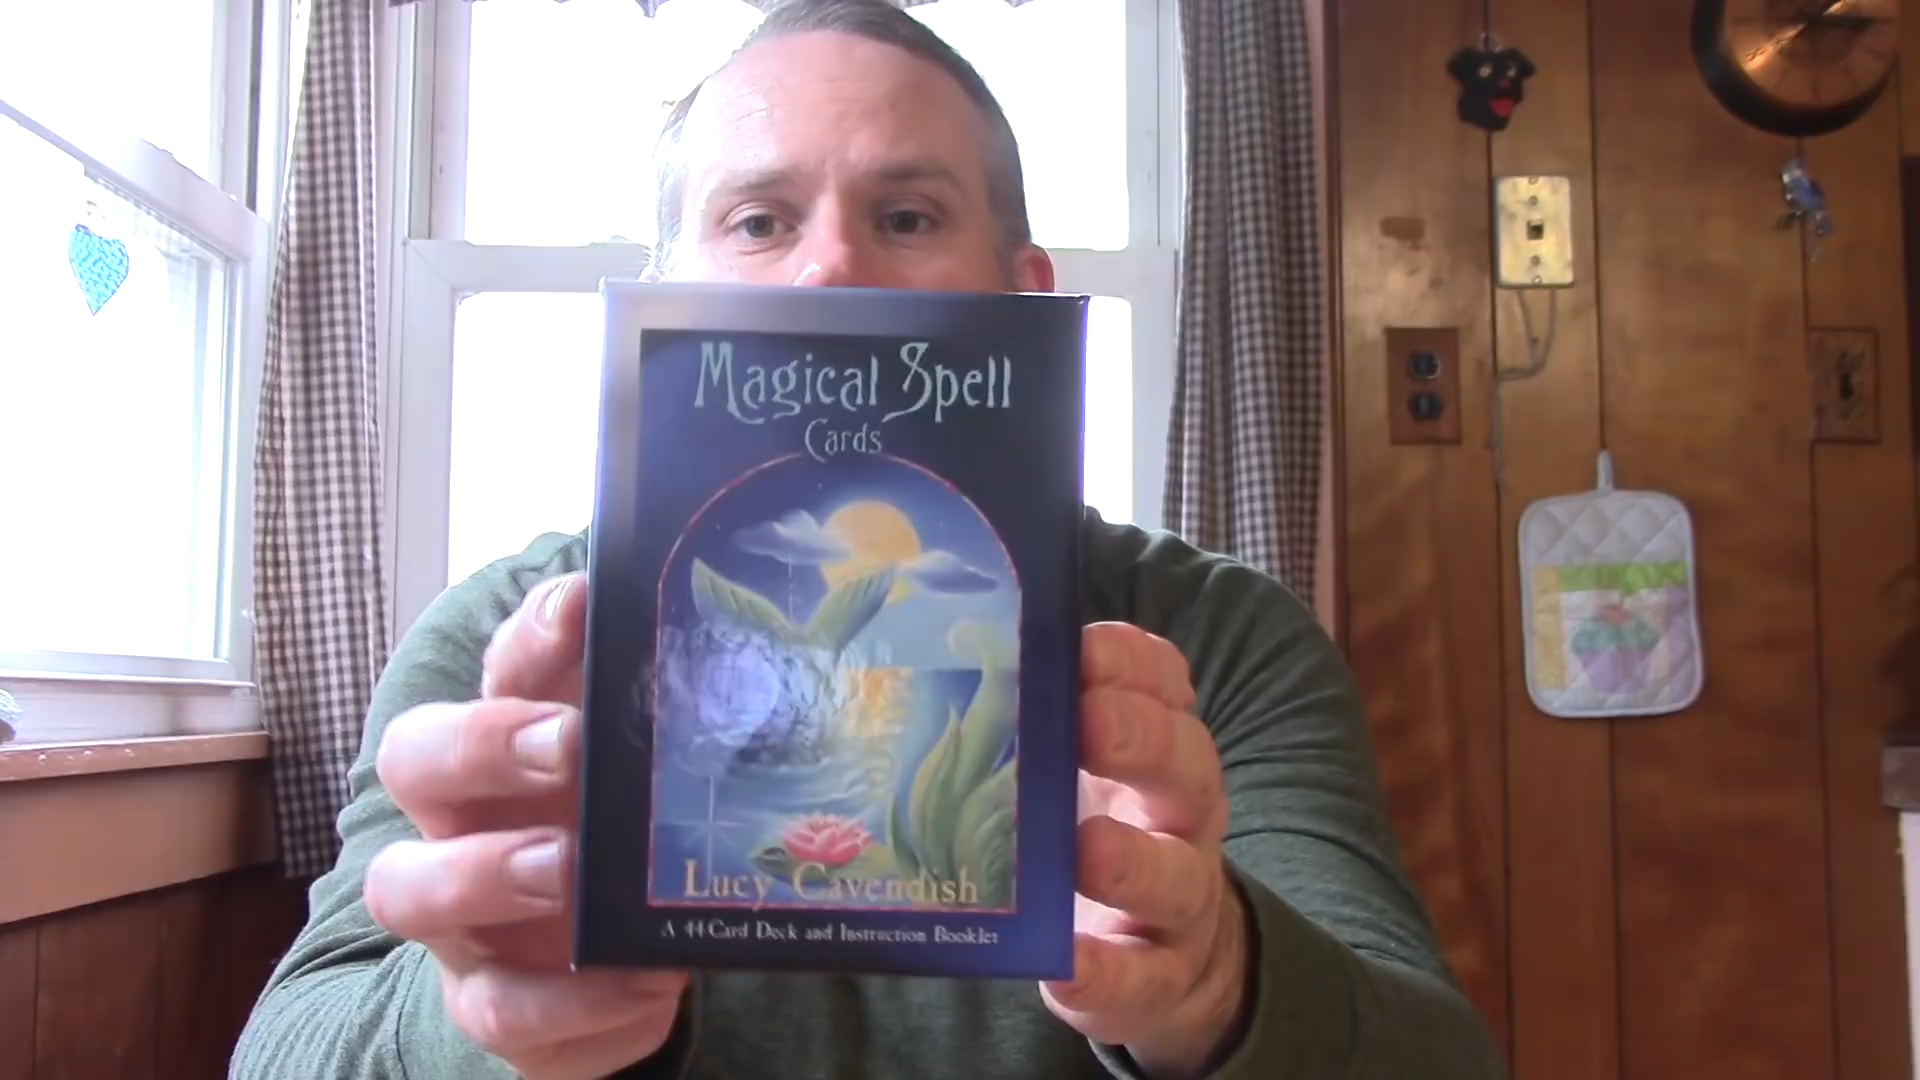 Magical Spell
Cards
Lucy Cavendish
A 44-Card Deck and Instruction Booklet